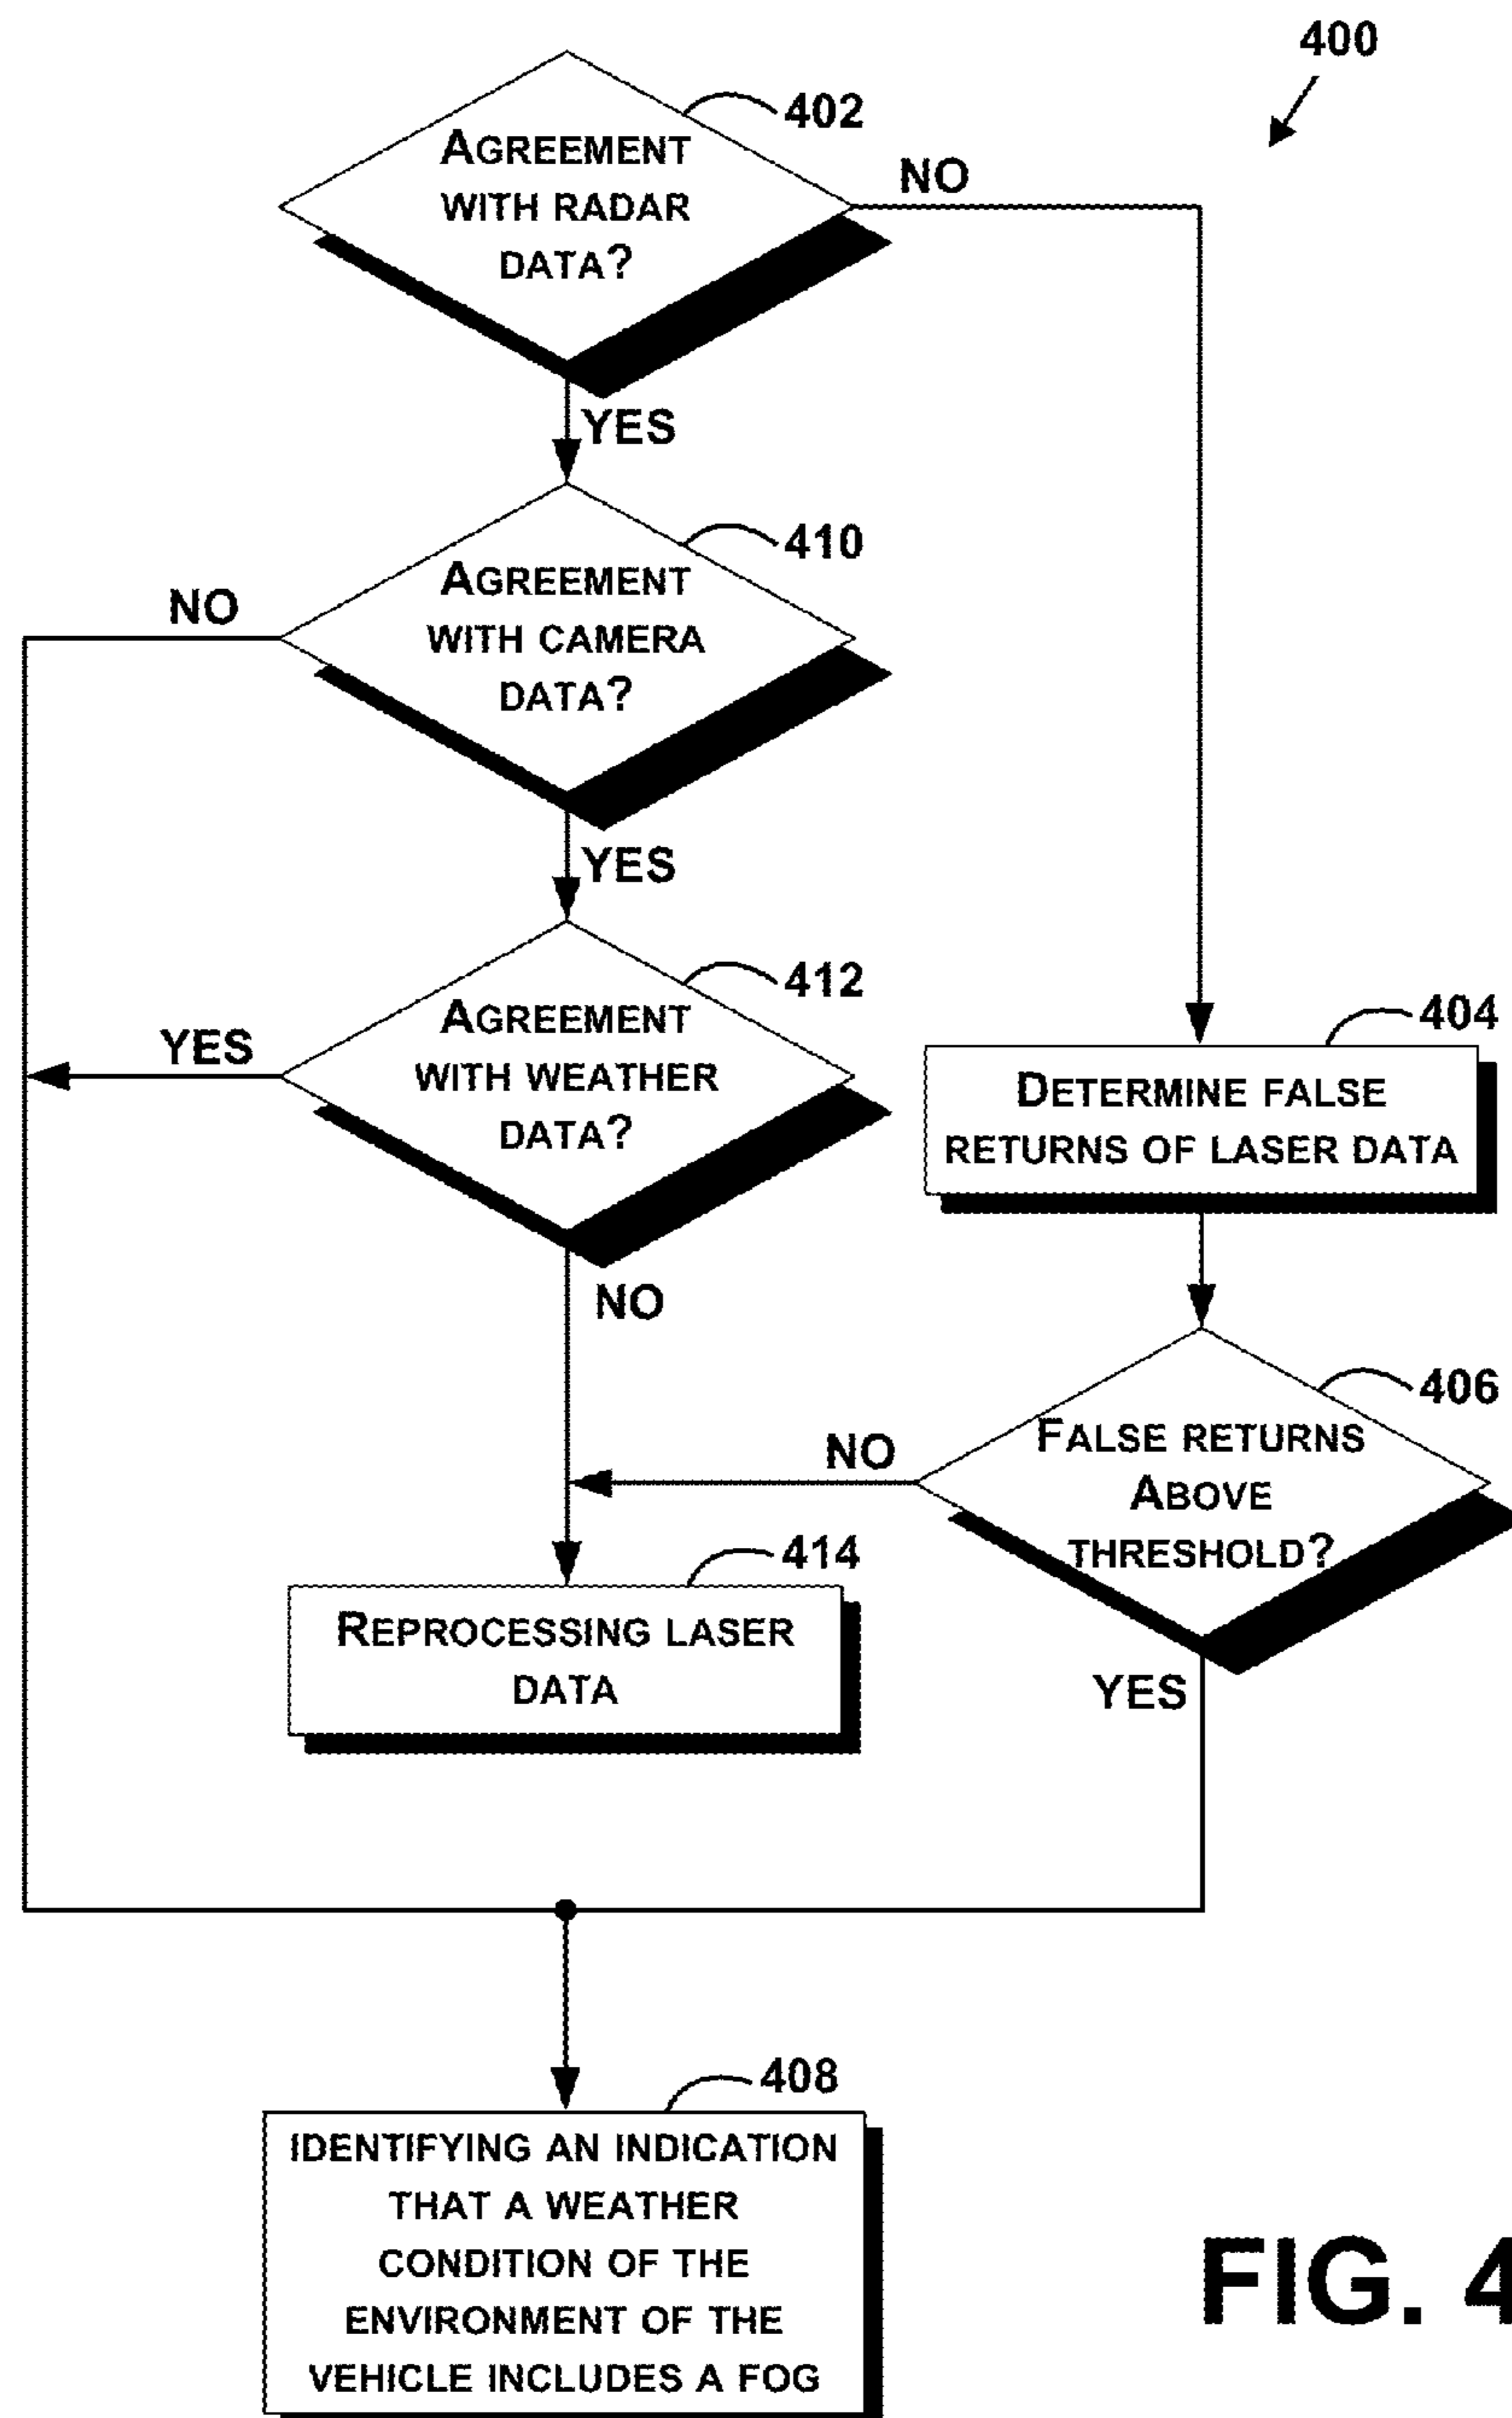 400
402
AGREEMENT
WITH RADAR
DATA?
NO
YES
410
AGREEMENT
WITH CAMERA
DATA?
NO
YES
412
AGREEMENT
WITH WEATHER
DATA?
YES
NO
404
DETERMINE FALSE
RETURNS OF LASER DATA
406
FALSE RETURNS
ABOVE
THRESHOLD?
NO
YES
414
REPROCESSING LASER
DATA
408
IDENTIFYING AN INDICATION
THAT A WEATHER
CONDITION OF THE
ENVIRONMENT OF THE
VEHICLE INCLUDES A FOG
FIG. 4